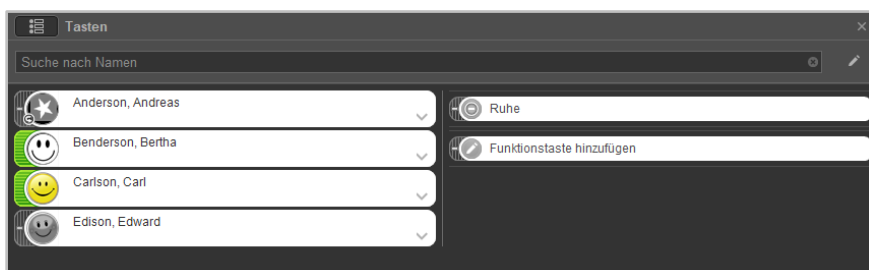 Tasten
Suche nach Namen
Anderson, Andreas
Benderson, Bertha
Carlson, Carl
Edison, Edward
Ruhe
Funktionstaste hinzufügen